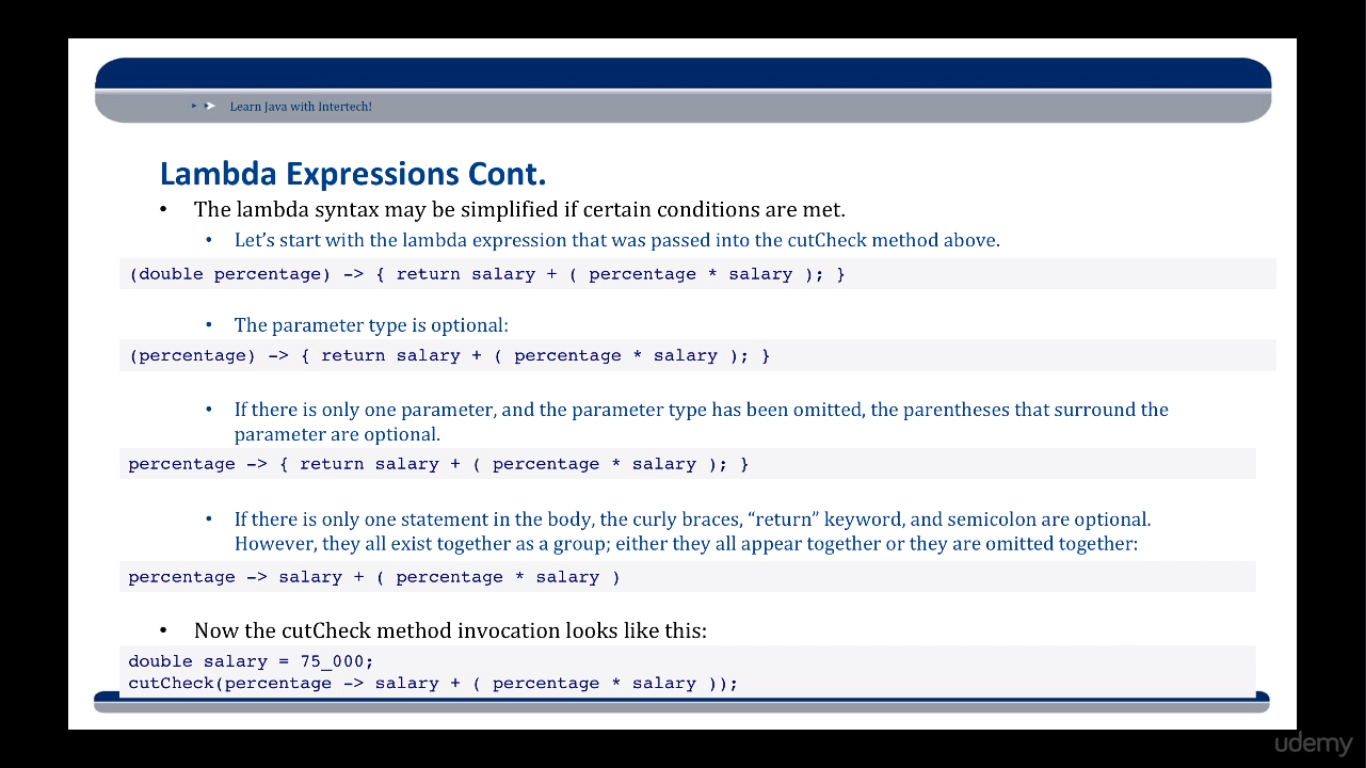 Learn Java with Intertech!
Lambda Expressions Cont.
• The lambda syntax may be simplified if certain conditions are met.
• Let’s start with the lambda expression that was passed into the cutCheck method above.
(double percentage) -> { return salary + ( percentage * salary ); }
• The parameter type is optional:
(percentage) -> { return salary + ( percentage * salary ); }
• If there is only one parameter, and the parameter type has been omitted, the parentheses that surround the
parameter are optional.
percentage -> { return salary + ( percentage * salary ); }
• If there is only one statement in the body, the curly braces, “return” keyword, and semicolon are optional.
However, they all exist together as a group; either they all appear together or they are omitted together:
percentage -> salary + ( percentage * salary )
• Now the cutCheck method invocation looks like this:
double salary = 75_000;
cutCheck(percentage -> salary + ( percentage * salary ));
udemy